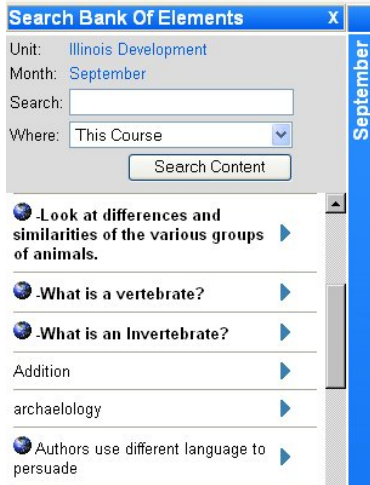 Search Bank Of Elements X
Unit: Illinois Development
Month: September
Search:
Where: This Course
Search Content
-Look at differences and
similarities of the various groups
of animals.
-What is a vertebrate?
-What is an Invertebrate?
Addition
archaelology
Authors use different language to
persuade
September